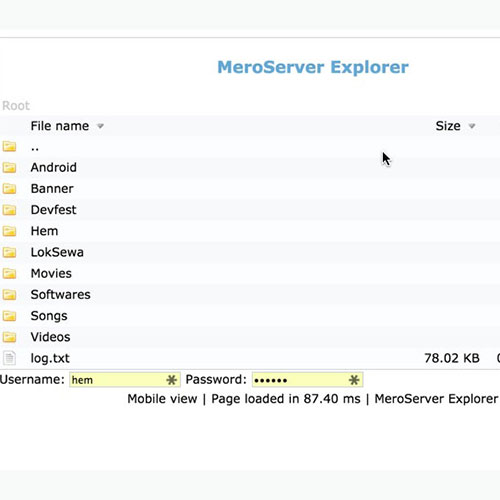 MeroServer Explorer
Root
File name Size
..
Android
Banner
Devfest
Hem
LokSewa
Movies
Softwares
Songs
Videos
log.txt 78.02 KB
Username: hem Password: ••••••
Mobile view | Page loaded in 87.40 ms | MeroServer Explorer